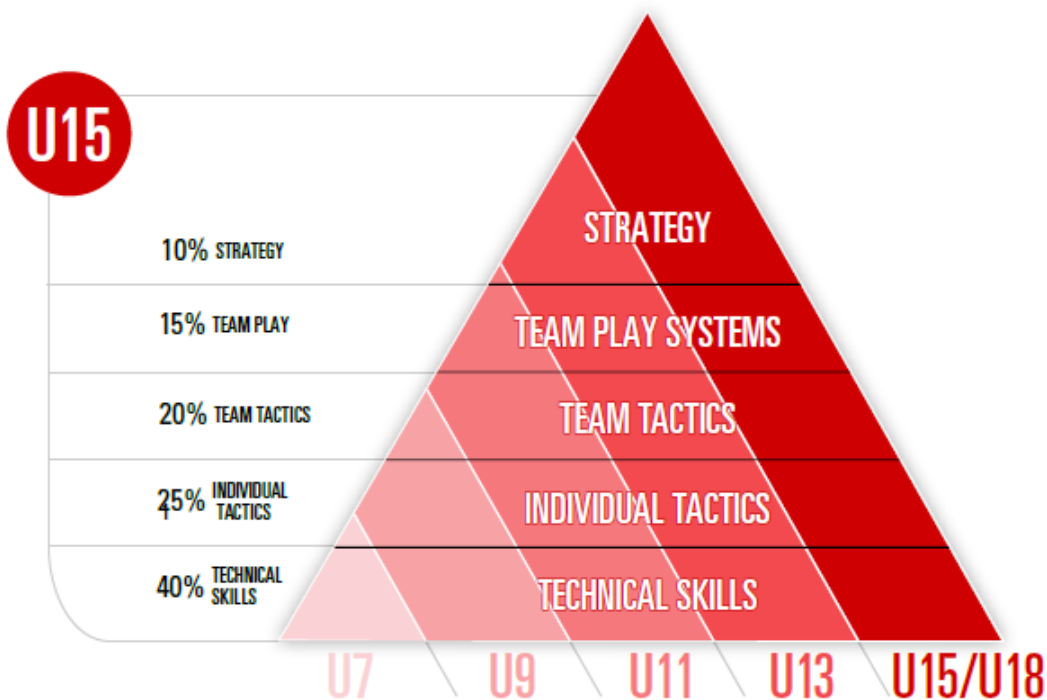 U15
STRATEGY
10% STRATEGY
TEAM PLAY SYSTEMS
15% TEAM PLAY
TEAM TACTICS
20% TEAM TACTICS
INDIVIDUAL TACTICS
25% INDIVIDUAL
TACTICS
TECHNICAL SKILLS
40% TECHNICAL
SKILLS
U7
U9
U11
U13
U15/U18